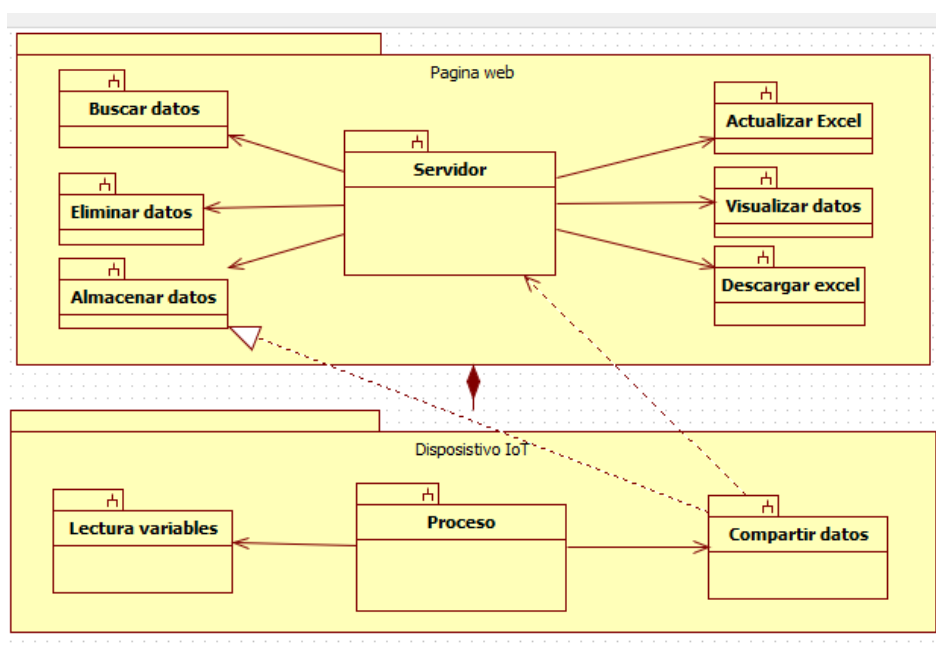 Pagina web
Buscar datos
Eliminar datos
Almacenar datos
Servidor
Actualizar Excel
Visualizar datos
Descargar excel
Disposistivo IoT
Lectura variables
Proceso
Compartir datos